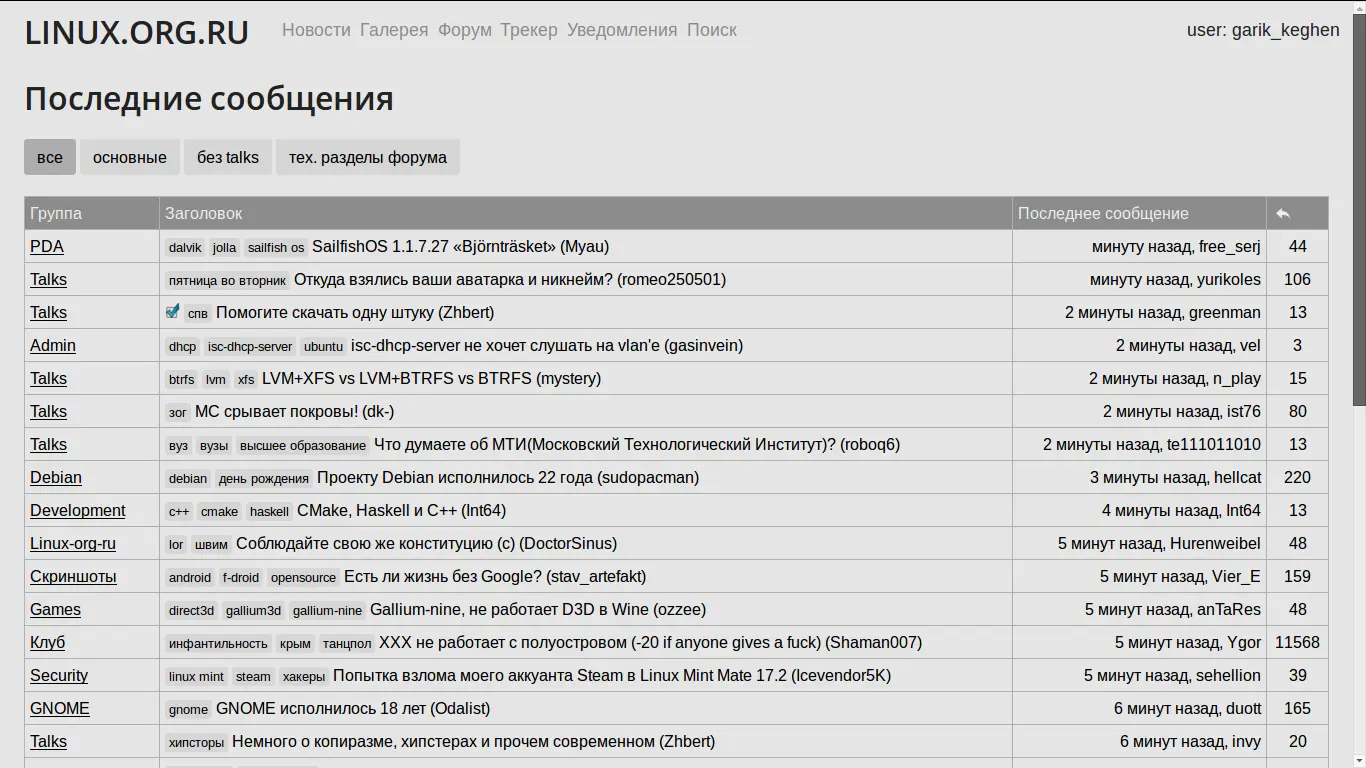 LINUX.ORG.RU Новости Галерея Форум Трекер Уведомления Поиск user: garik_keghen
Последние сообщения
все основные без talks тех. разделы форума
Группа Заголовок Последнее сообщение
PDA dalvik jolla sailfish os SailfishOS 1.1.7.27 «Björnträsket» (Myau) минуту назад, free_serj 44
Talks пятница во вторник Откуда взялись ваши аватарка и никнейм? (romeo250501) минуту назад, yurikoles 106
Talks спв Помогите скачать одну штуку (Zhbert) 2 минуты назад, greenman 13
Admin dhcp isc-dhcp-server ubuntu isc-dhcp-server не хочет слушать на vlan'е (gasinvein) 2 минуты назад, vel 3
Talks btrfs lvm xfs LVM+XFS vs LVM+BTRFS vs BTRFS (mystery) 2 минуты назад, n_play 15
Talks зог МС срывает покровы! (dk-) 2 минуты назад, ist76 80
Talks вуз вузы высшее образование Что думаете об МТИ(Московский Технологический Институт)? (roboq6) 2 минуты назад, te111011010 13
Debian debian день рождения Проекту Debian исполнилось 22 года (sudopacman) 3 минуты назад, hellcat 220
Development c++ cmake haskell CMake, Haskell и C++ (Int64) 4 минуты назад, Int64 13
Linux-org-ru lor швим Соблюдайте свою же конституцию (с) (DoctorSinus) 5 минут назад, Hurenweibel 48
Скриншоты android f-droid opensource Есть ли жизнь без Google? (stav_artefakt) 5 минут назад, Vier_E 159
Games direct3d gallium3d gallium-nine Gallium-nine, не работает D3D в Wine (ozzee) 5 минут назад, anTaRes 48
Клуб инфантильность крым танцпол XXX не работает с полуостровом (-20 if anyone gives a fuck) (Shaman007) 5 минут назад, Ygor 11568
Security linux mint steam хакеры Попытка взлома моего аккуанта Steam в Linux Mint Mate 17.2 (Icevendor5K) 5 минут назад, sehellion 39
GNOME gnome GNOME исполнилось 18 лет (Odalist) 6 минут назад, duott 165
Talks хипсторы Немного о копиразме, хипстерах и прочем современном (Zhbert) 6 минут назад, invy 20